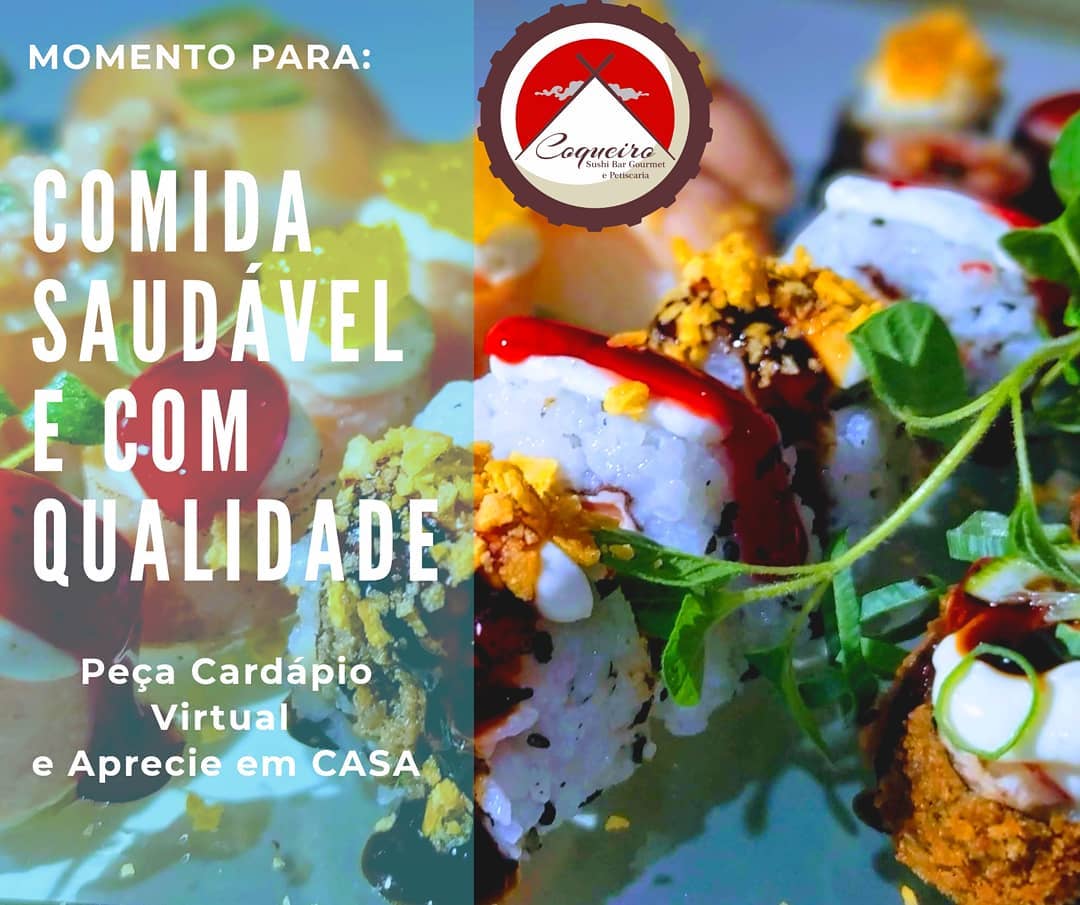 MOMENTO PARA:
Coqueiro
Sushi Bar Gourmet
e Petiscaria
COMIDA
SAUDÁVEL
E COM
QUALIDADE
Peça Cardápio
Virtual
e Aprecie em CASA